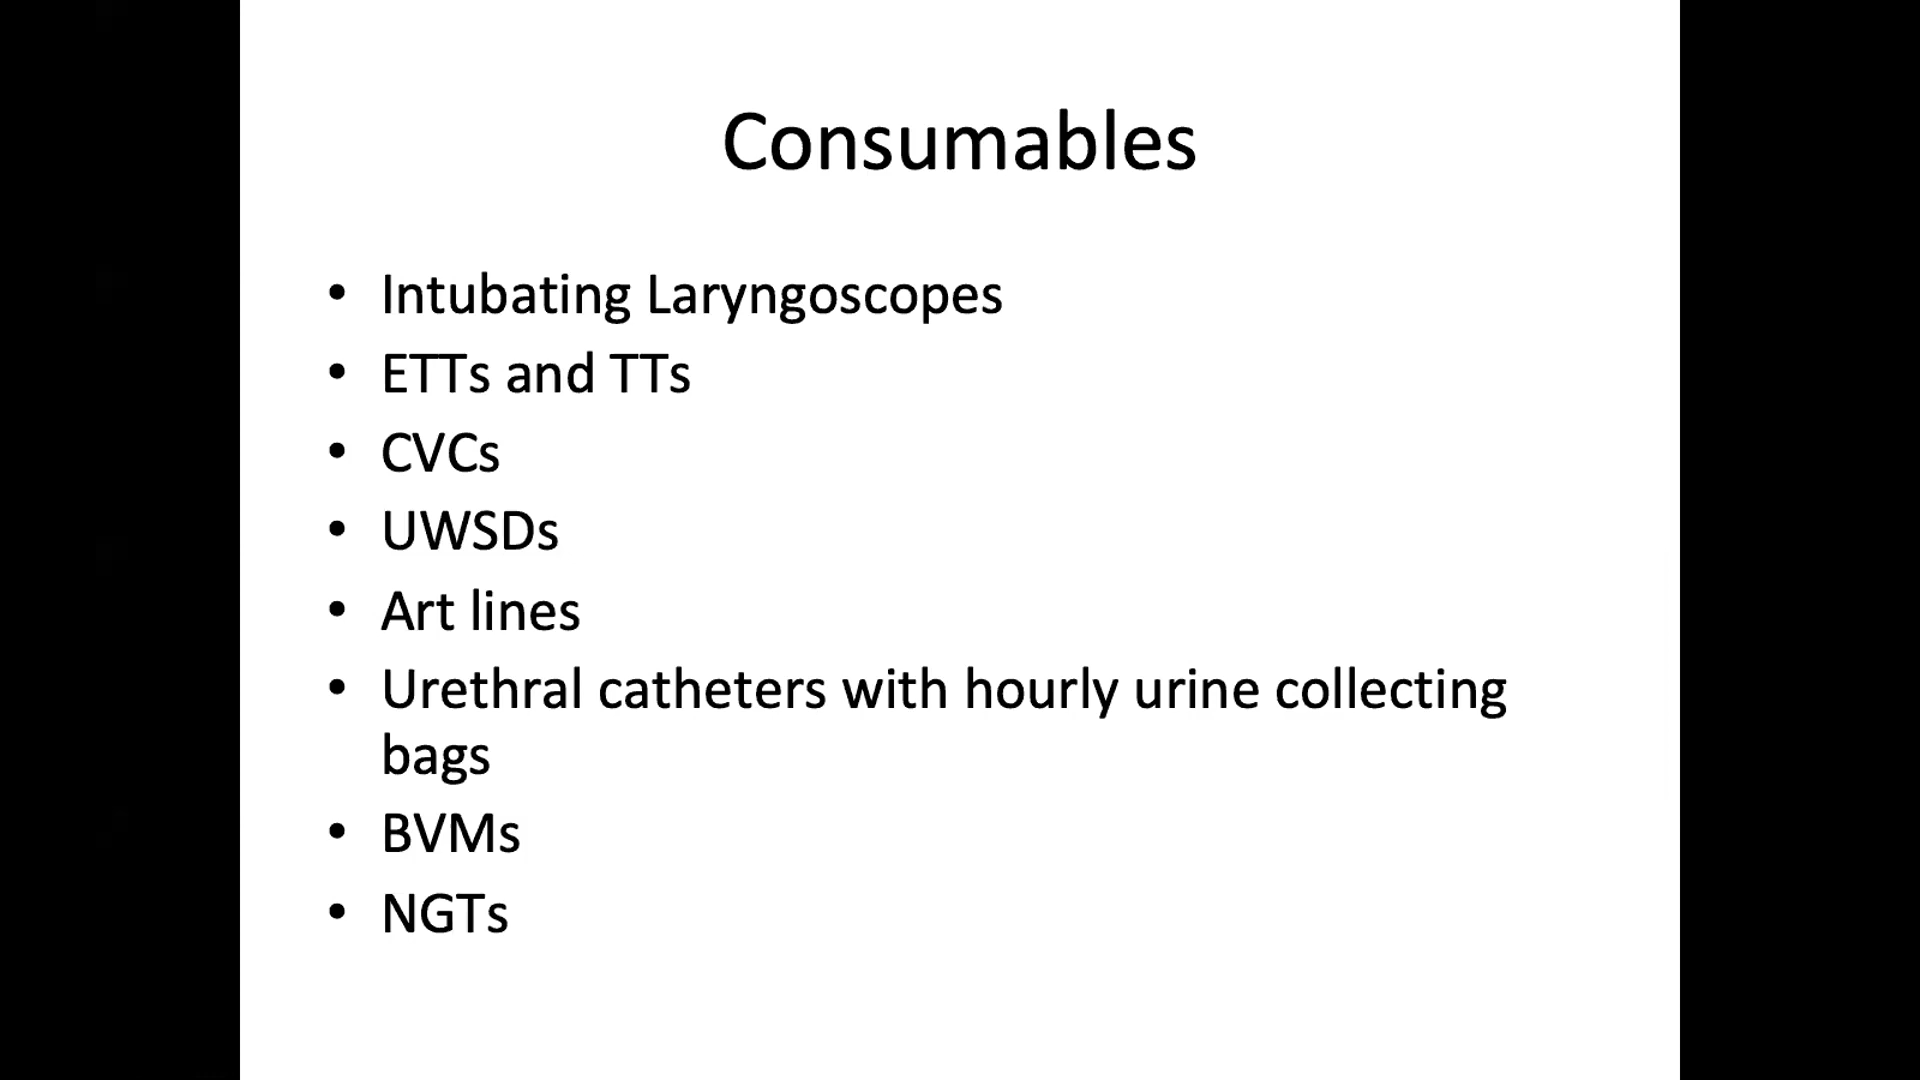 Consumables
• Intubating Laryngoscopes
• ETTs and TTs
• CVCs
• UWSDs
• Art lines
• Urethral catheters with hourly urine collecting
bags
• BVMs
• NGTs